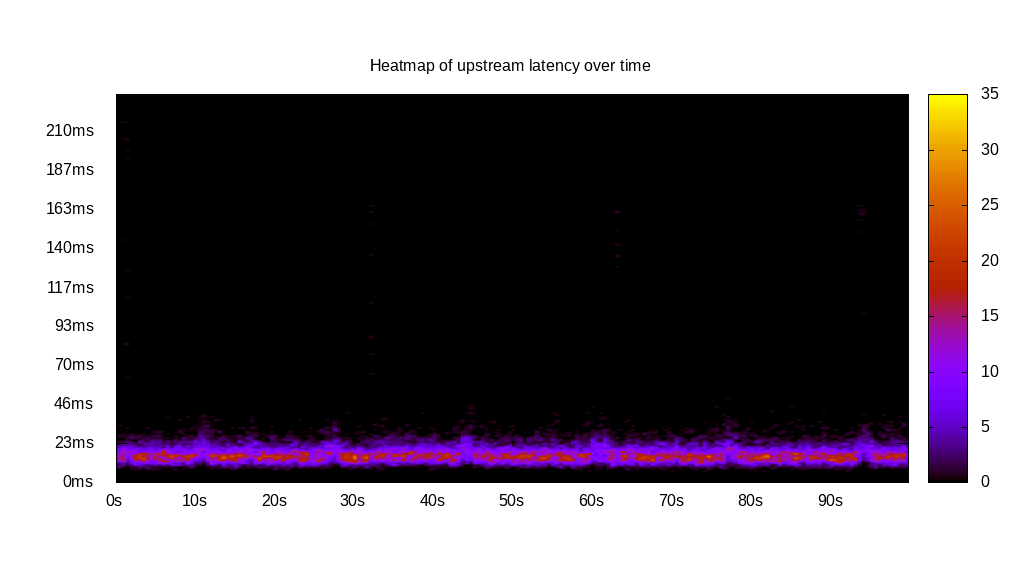 Heatmap of upstream latency over time
210ms
187ms
163ms
140ms
117ms
93ms
70ms
46ms
23ms
0ms
0s 10s 20s 30s 40s 50s 60s 70s 80s 90s
35
30
25
20
15
10
5
0